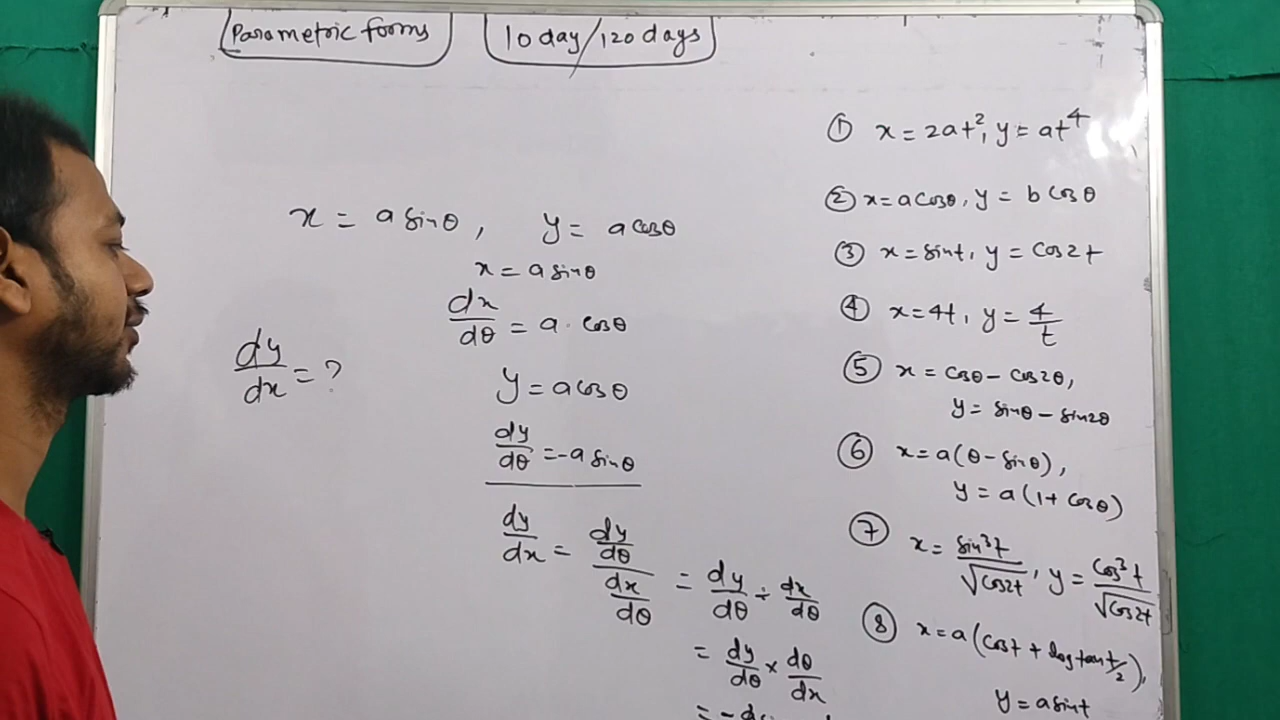 Parametric forms
10 day/120 days
x = a sinθ, y = a cosθ
x = a sinθ
dx/dθ = a . cosθ
dy/dx = ?
y = a cosθ
dy/dθ = -a sinθ
dy/dx = (dy/dθ)/(dx/dθ) = dy/dθ ÷ dx/dθ
= dy/dθ × dθ/dx
① x = 2at², y = at⁴
② x = a cosθ, y = b cosθ
③ x = sint, y = cos2t
④ x = 4t, y = 4/t
⑤ x = cosθ - cos2θ,
y = sinθ - sin2θ
⑥ x = a(θ - sinθ),
y = a(1 + cosθ)
⑦ x = sin³t/√cos2t, y = cos³t/√cos2t
⑧ x = a(cost + log tan t/2),
y = a sint